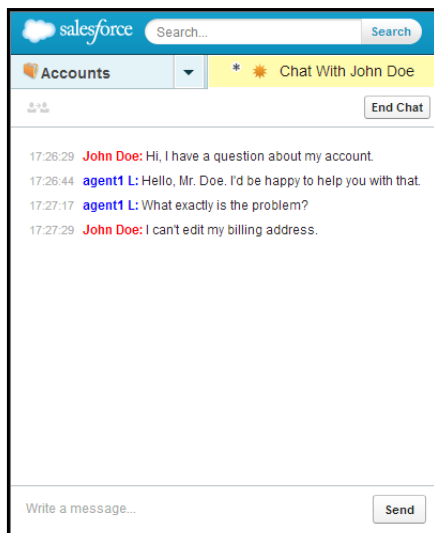 salesforce Search... Search
Accounts * Chat With John Doe
End Chat
17:26:29 John Doe: Hi, I have a question about my account.
17:26:44 agent1 L: Hello, Mr. Doe. I'd be happy to help you with that.
17:27:17 agent1 L: What exactly is the problem?
17:27:29 John Doe: I can't edit my billing address.
Write a message... Send